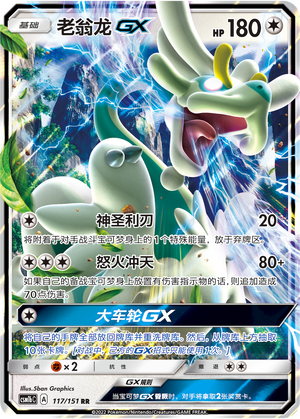 基础 老翁龙GX HP 180
神圣利刃 20
将附着于对手战斗宝可梦身上的1个特殊能量,放于弃牌区。
怒火冲天 80+
如果自己的备战宝可梦身上放置有伤害指示物的话,则追加造成
70点伤害。
大车轮GX
将自己的手牌全部放回牌库并重洗牌库。然后,从牌库上方抽取
10张卡牌。[对战中,己方的GX招式只能使用1次。]
弱点 ×2 抵抗力 撤退
Illus.5ban Graphics
GX规则
当宝可梦GX昏厥时,对手将拿取2张奖赏卡。
csm1bC A 117/151 RR
©2022 Pokémon/Nintendo/Creatures/GAME FREAK.